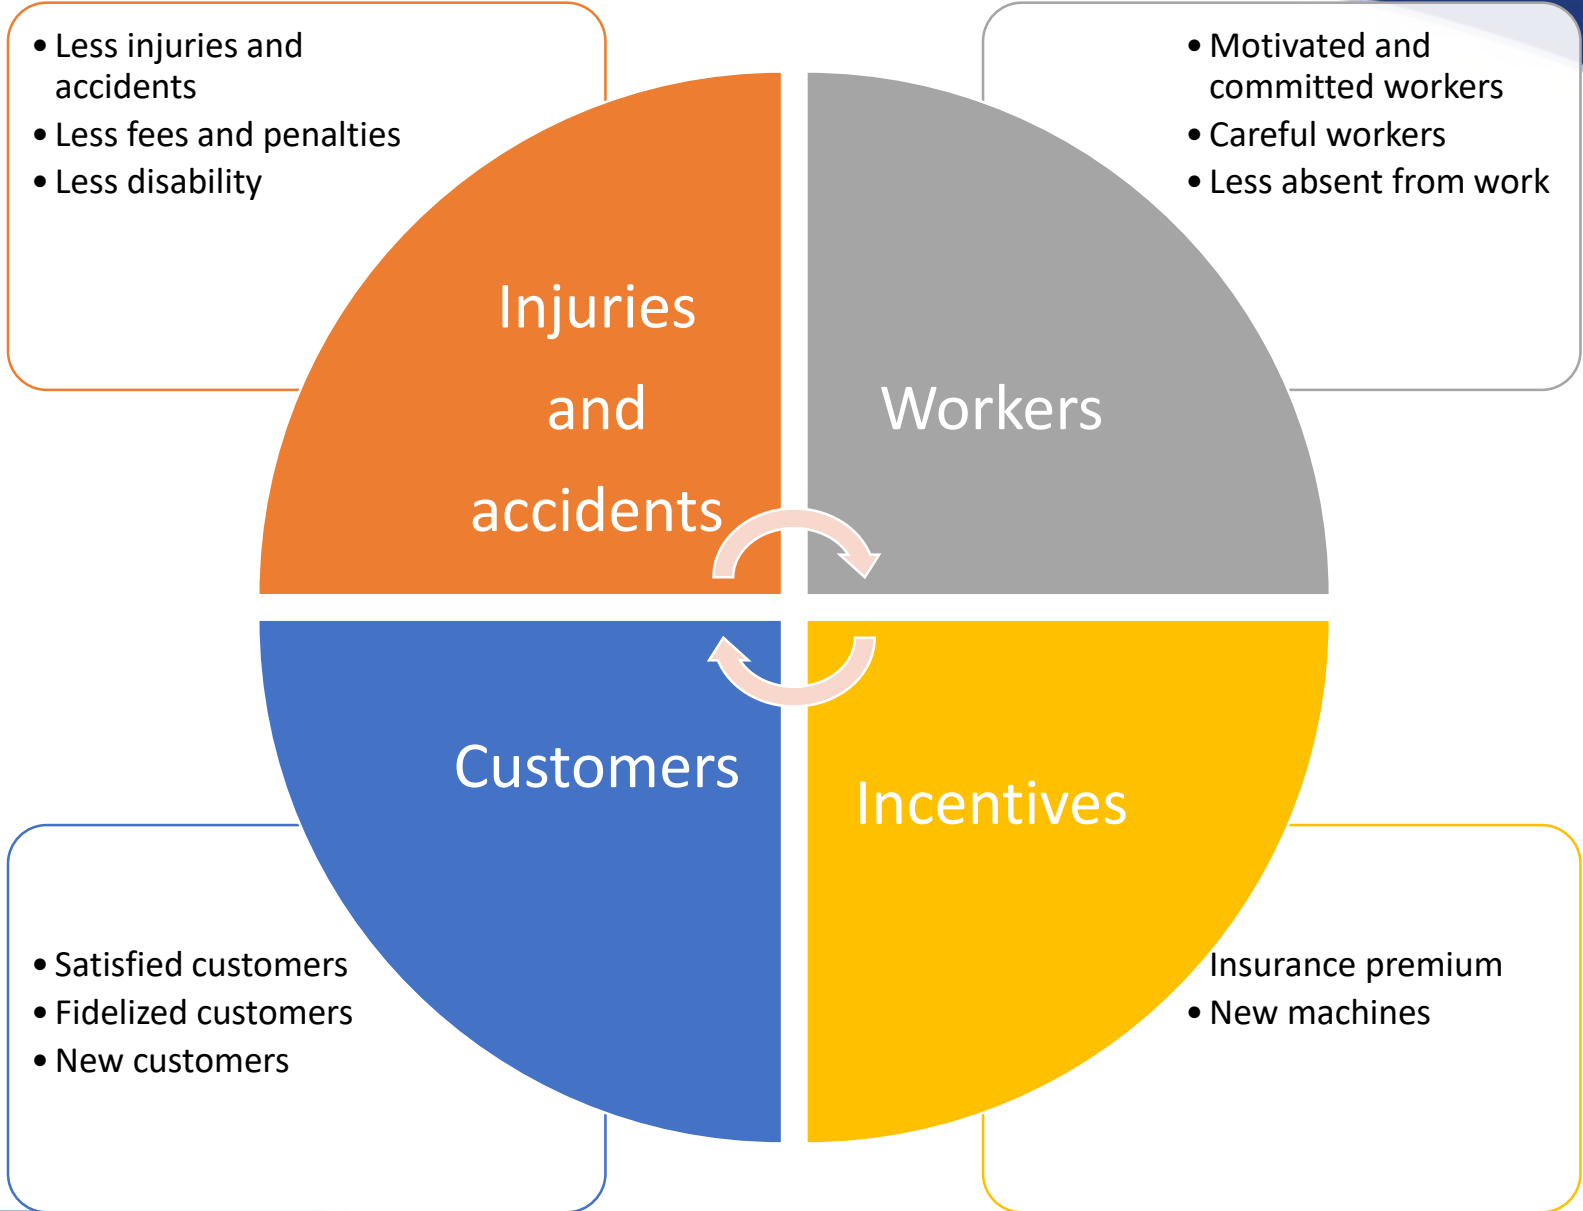 • Less injuries and
accidents
• Less fees and penalties
• Less disability
• Motivated and
committed workers
• Careful workers
• Less absent from work
Injuries
and
accidents
Workers
Customers
Incentives
• Satisfied customers
• Fidelized customers
• New customers
Insurance premium
• New machines